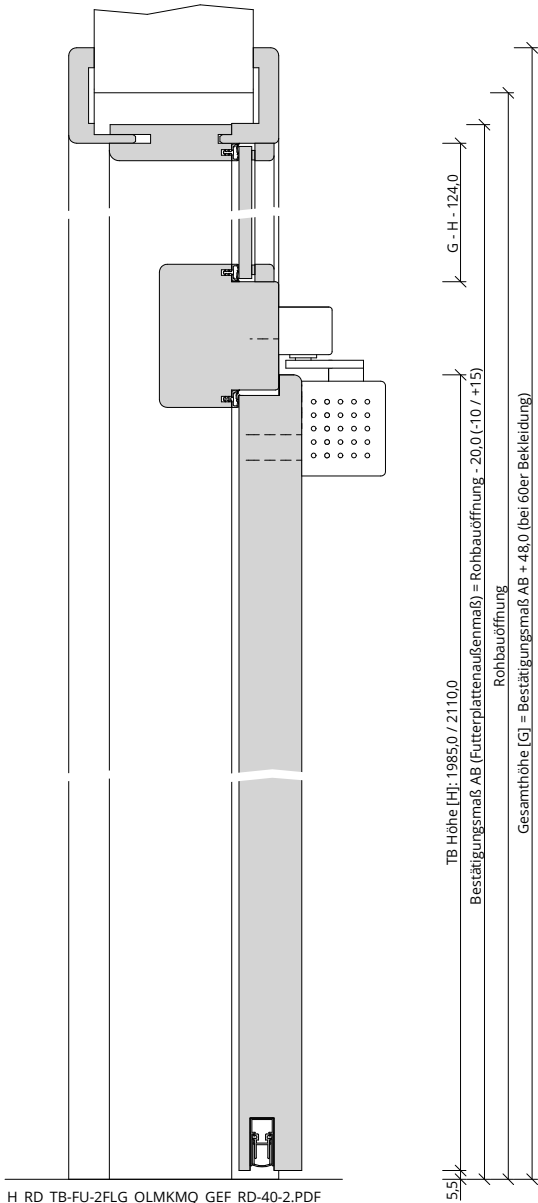 G - H - 124,0
TB Höhe [H]: 1985,0 / 2110,0
Bestätigungsmaß AB (Futterplattenaußenmaß) = Rohbauöffnung - 20,0 (-10 / +15)
Rohbauöffnung
Gesamthöhe [G] = Bestätigungsmaß AB + 48,0 (bei 60er Bekleidung)
5,5
H_RD_TB-FU-2FLG_OLMKMQ_GEF_RD-40-2.PDF